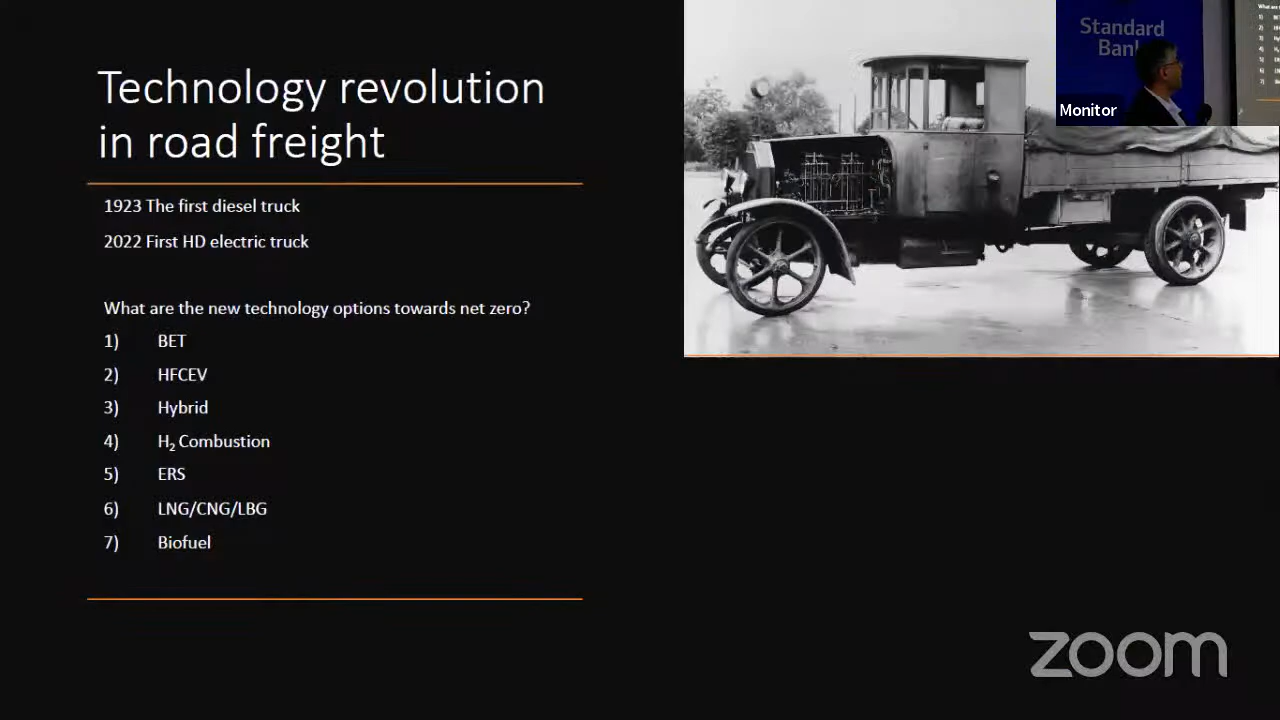 Technology revolution
in road freight
1923 The first diesel truck
2022 First HD electric truck
What are the new technology options towards net zero?
1) BET
2) HFCEV
3) Hybrid
4) H₂ Combustion
5) ERS
6) LNG/CNG/LBG
7) Biofuel
Standard
Bank
Monitor
zoom